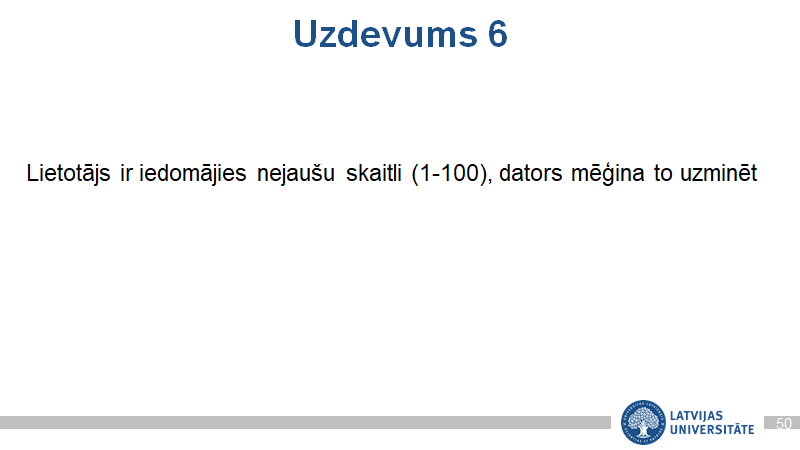 Uzdevums 6
Lietotājs ir iedomājies nejaušu skaitli (1-100), dators mēģina to uzminēt
LATVIJAS
UNIVERSITĀTE
50